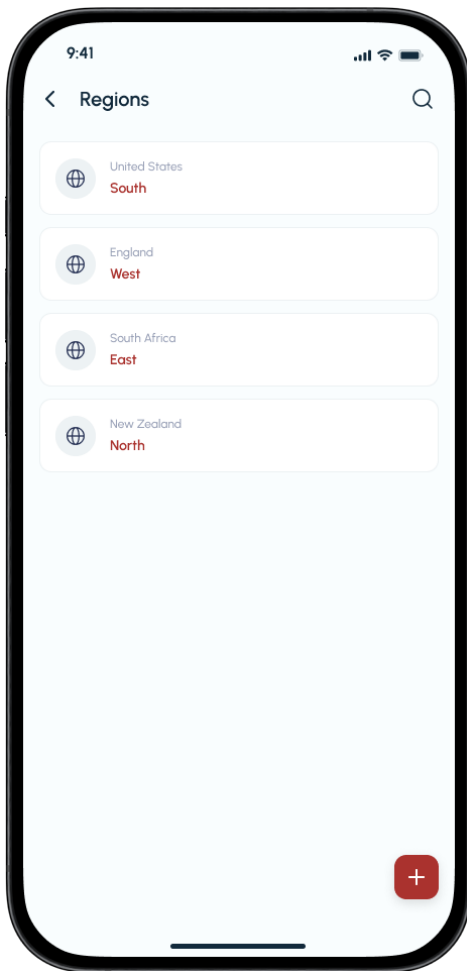 9:41
Regions
United States
South
England
West
South Africa
East
New Zealand
North